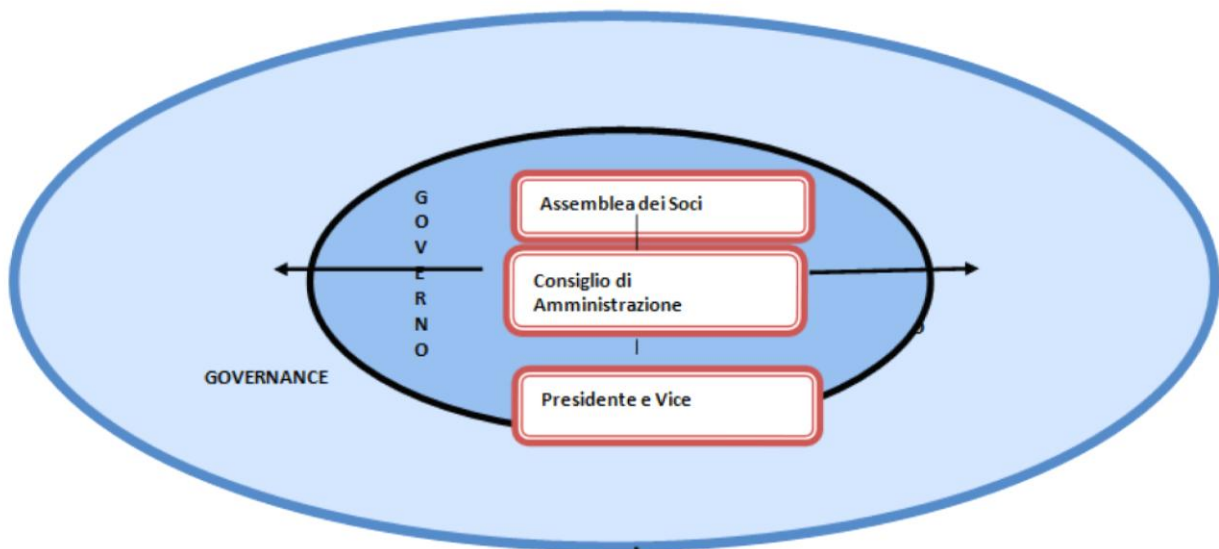 G
O
V
E
R
N
O
Assemblea dei Soci
Consiglio di
Amministrazione
GOVERNANCE
Presidente e Vice